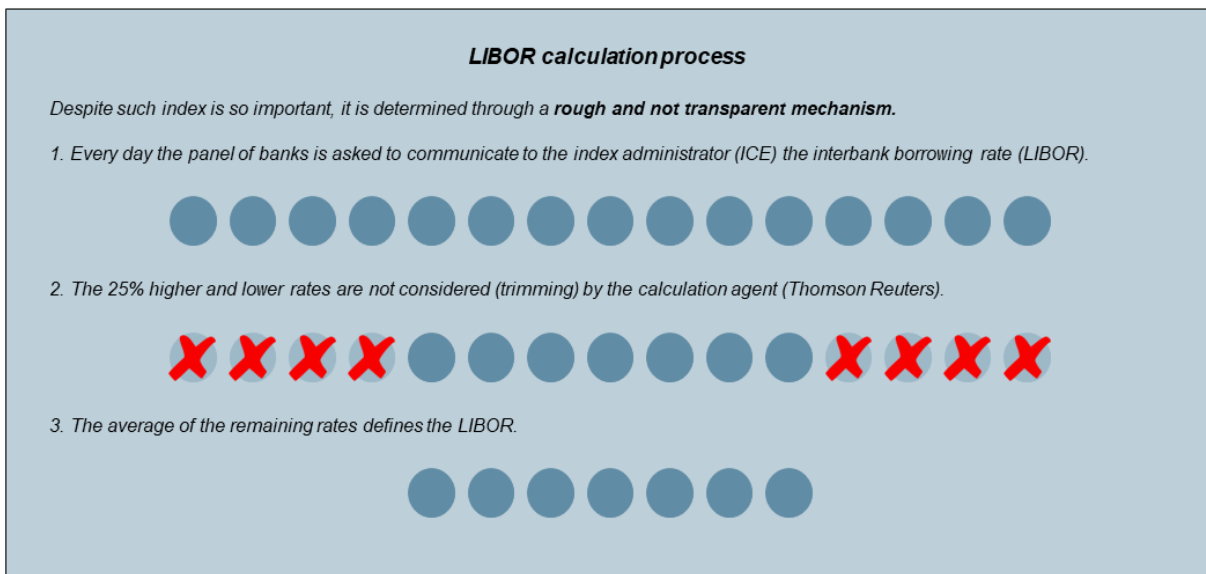 LIBOR calculation process
Despite such index is so important, it is determined through a rough and not transparent mechanism.
1. Every day the panel of banks is asked to communicate to the index administrator (ICE) the interbank borrowing rate (LIBOR).
2. The 25% higher and lower rates are not considered (trimming) by the calculation agent (Thomson Reuters).
3. The average of the remaining rates defines the LIBOR.